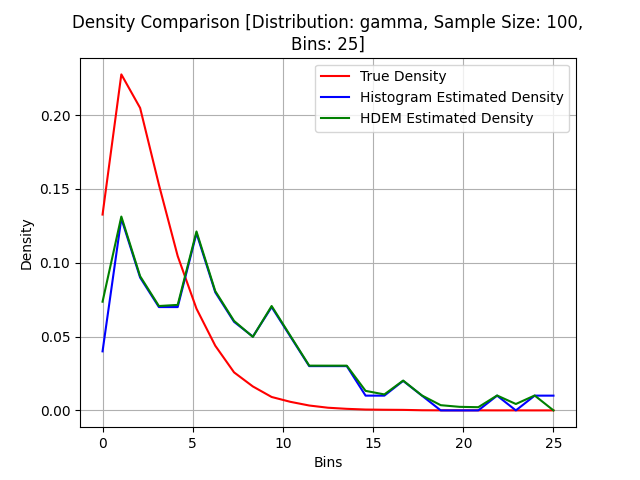 Density Comparison [Distribution: gamma, Sample Size: 100,
Bins: 25]
True Density
Histogram Estimated Density
HDEM Estimated Density
Density
0.20
0.15
0.10
0.05
0.00
0
5
10
15
20
25
Bins